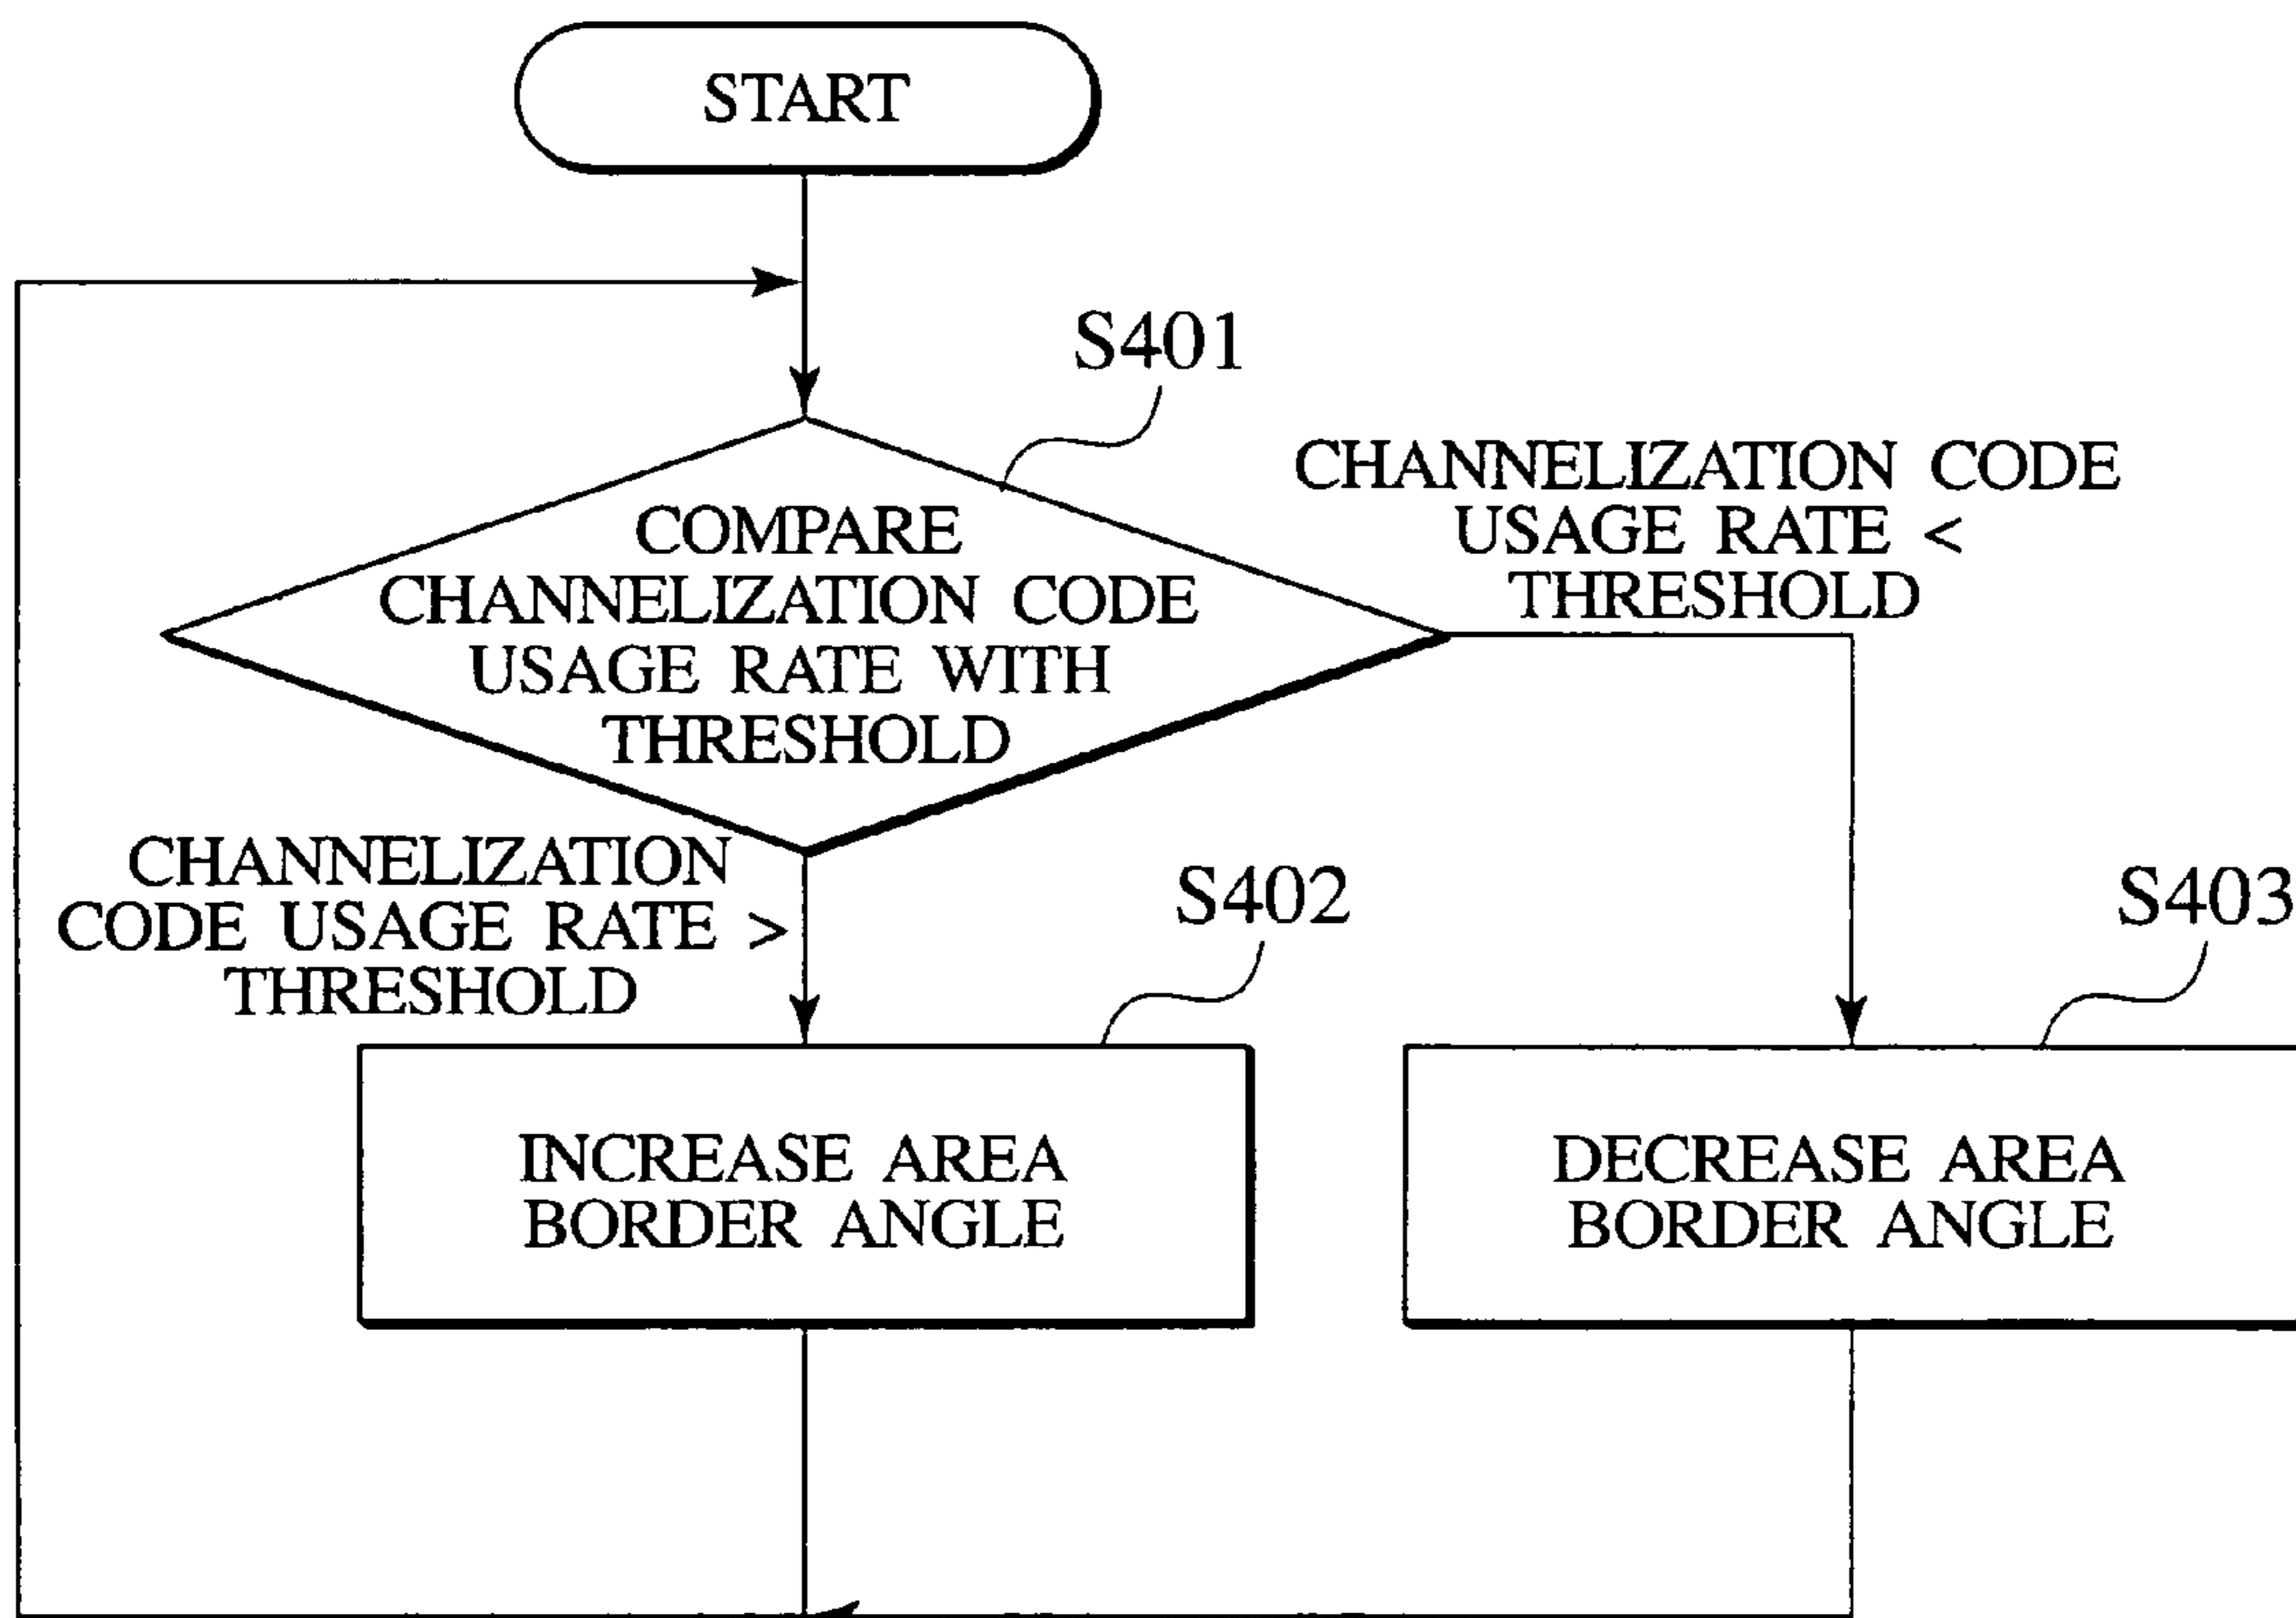 START
S401
CHANNELIZATION CODE
USAGE RATE <
THRESHOLD
COMPARE
CHANNELIZATION CODE
USAGE RATE WITH
THRESHOLD
CHANNELIZATION
CODE USAGE RATE >
THRESHOLD
S402
S403
INCREASE AREA
BORDER ANGLE
DECREASE AREA
BORDER ANGLE